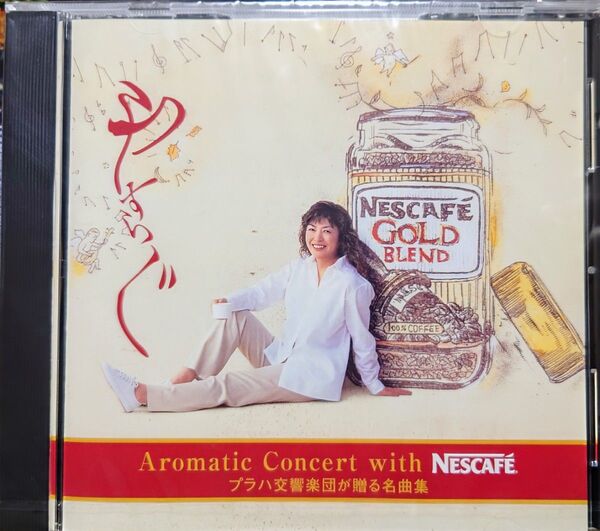 やすらぎ
NESCAFÉ
GOLD
BLEND
100% COFFEE
Aromatic Concert with NESCAFÉ
プラハ交響楽団が贈る名曲集